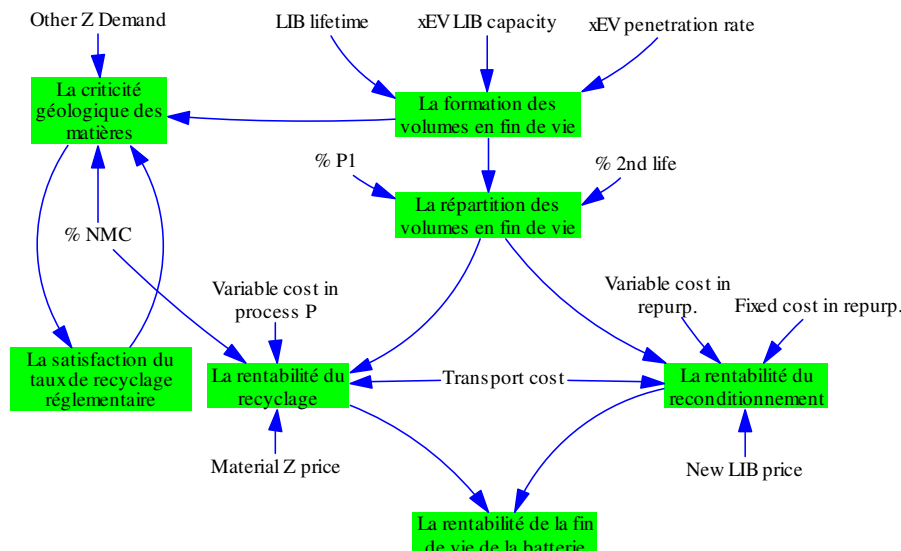 Other Z Demand
LIB lifetime
xEV LIB capacity
xEV penetration rate
La criticité
géologique des
matières
La formation des
volumes en fin de vie
% P1
% 2nd life
La répartition des
volumes en fin de vie
% NMC
Variable cost in
process P
Variable cost in
repurp.
Fixed cost in repurp.
La satisfaction du
taux de recyclage
réglementaire
La rentabilité du
recyclage
Transport cost
La rentabilité du
reconditionnement
Material Z price
New LIB price
La rentabilité de la fin
de vie de la batterie